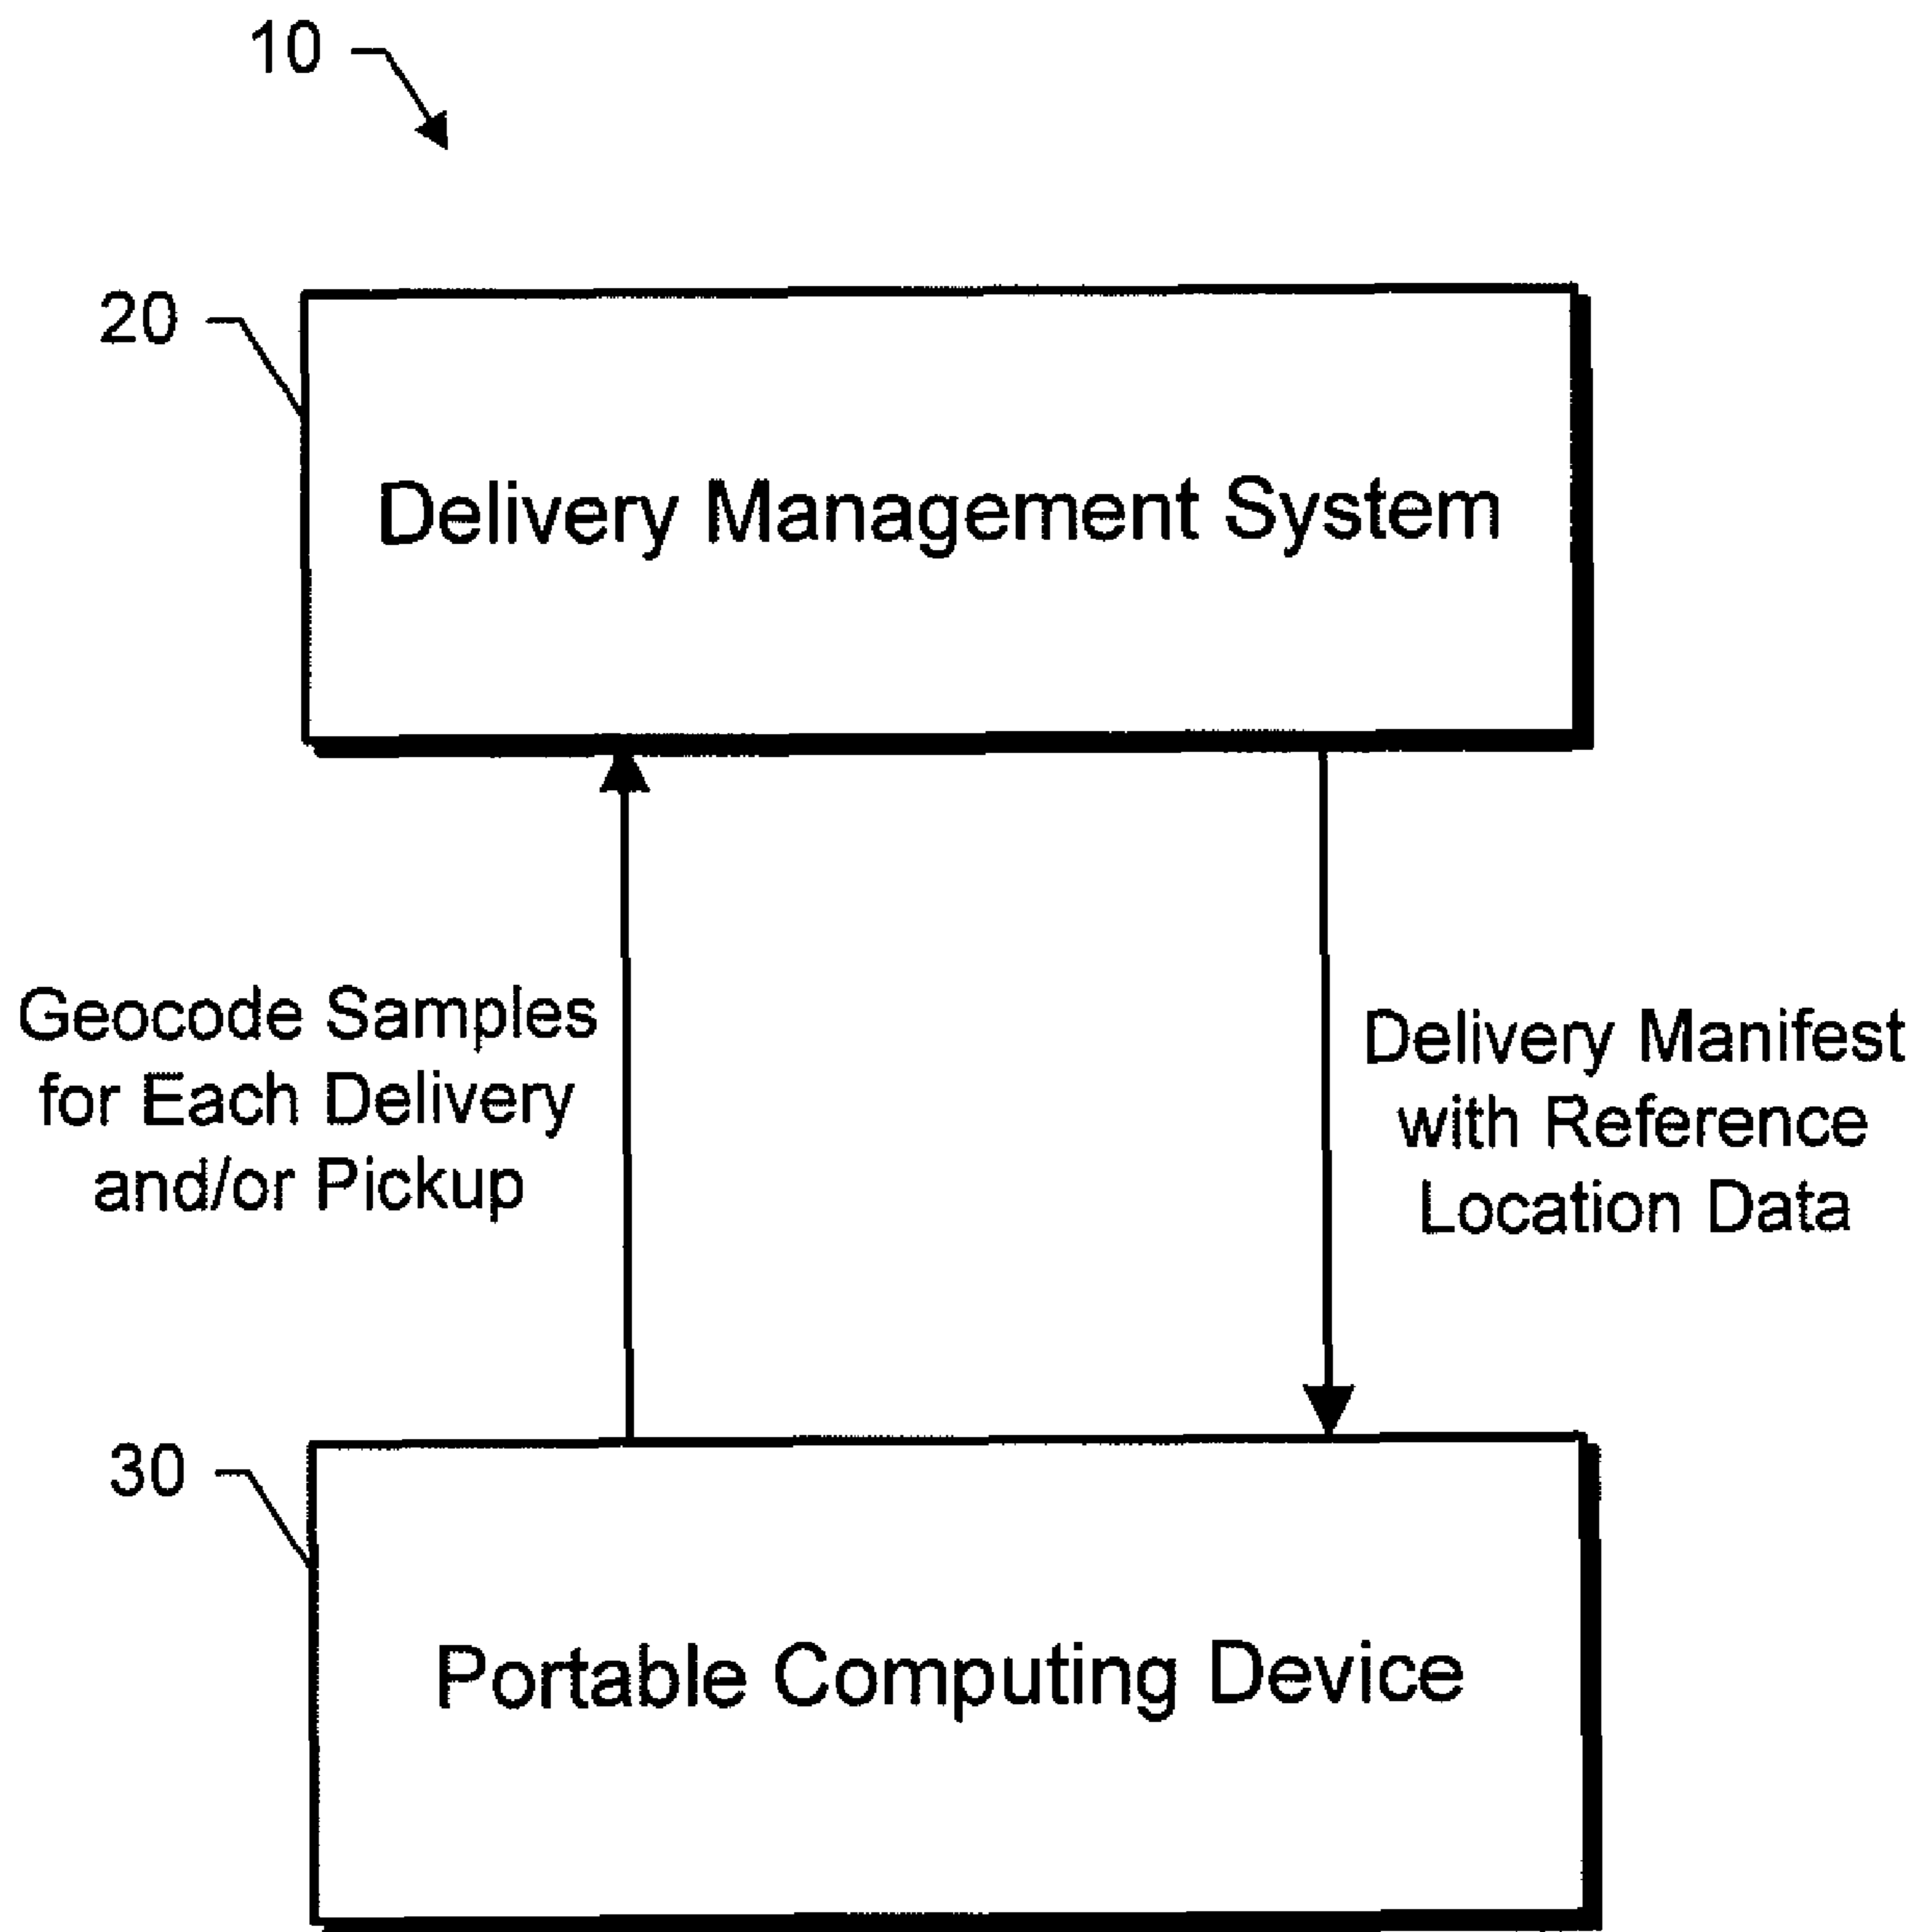 10
20
Delivery Management System
Geocode Samples
for Each Delivery
and/or Pickup
Delivery Manifest
with Reference
Location Data
30
Portable Computing Device